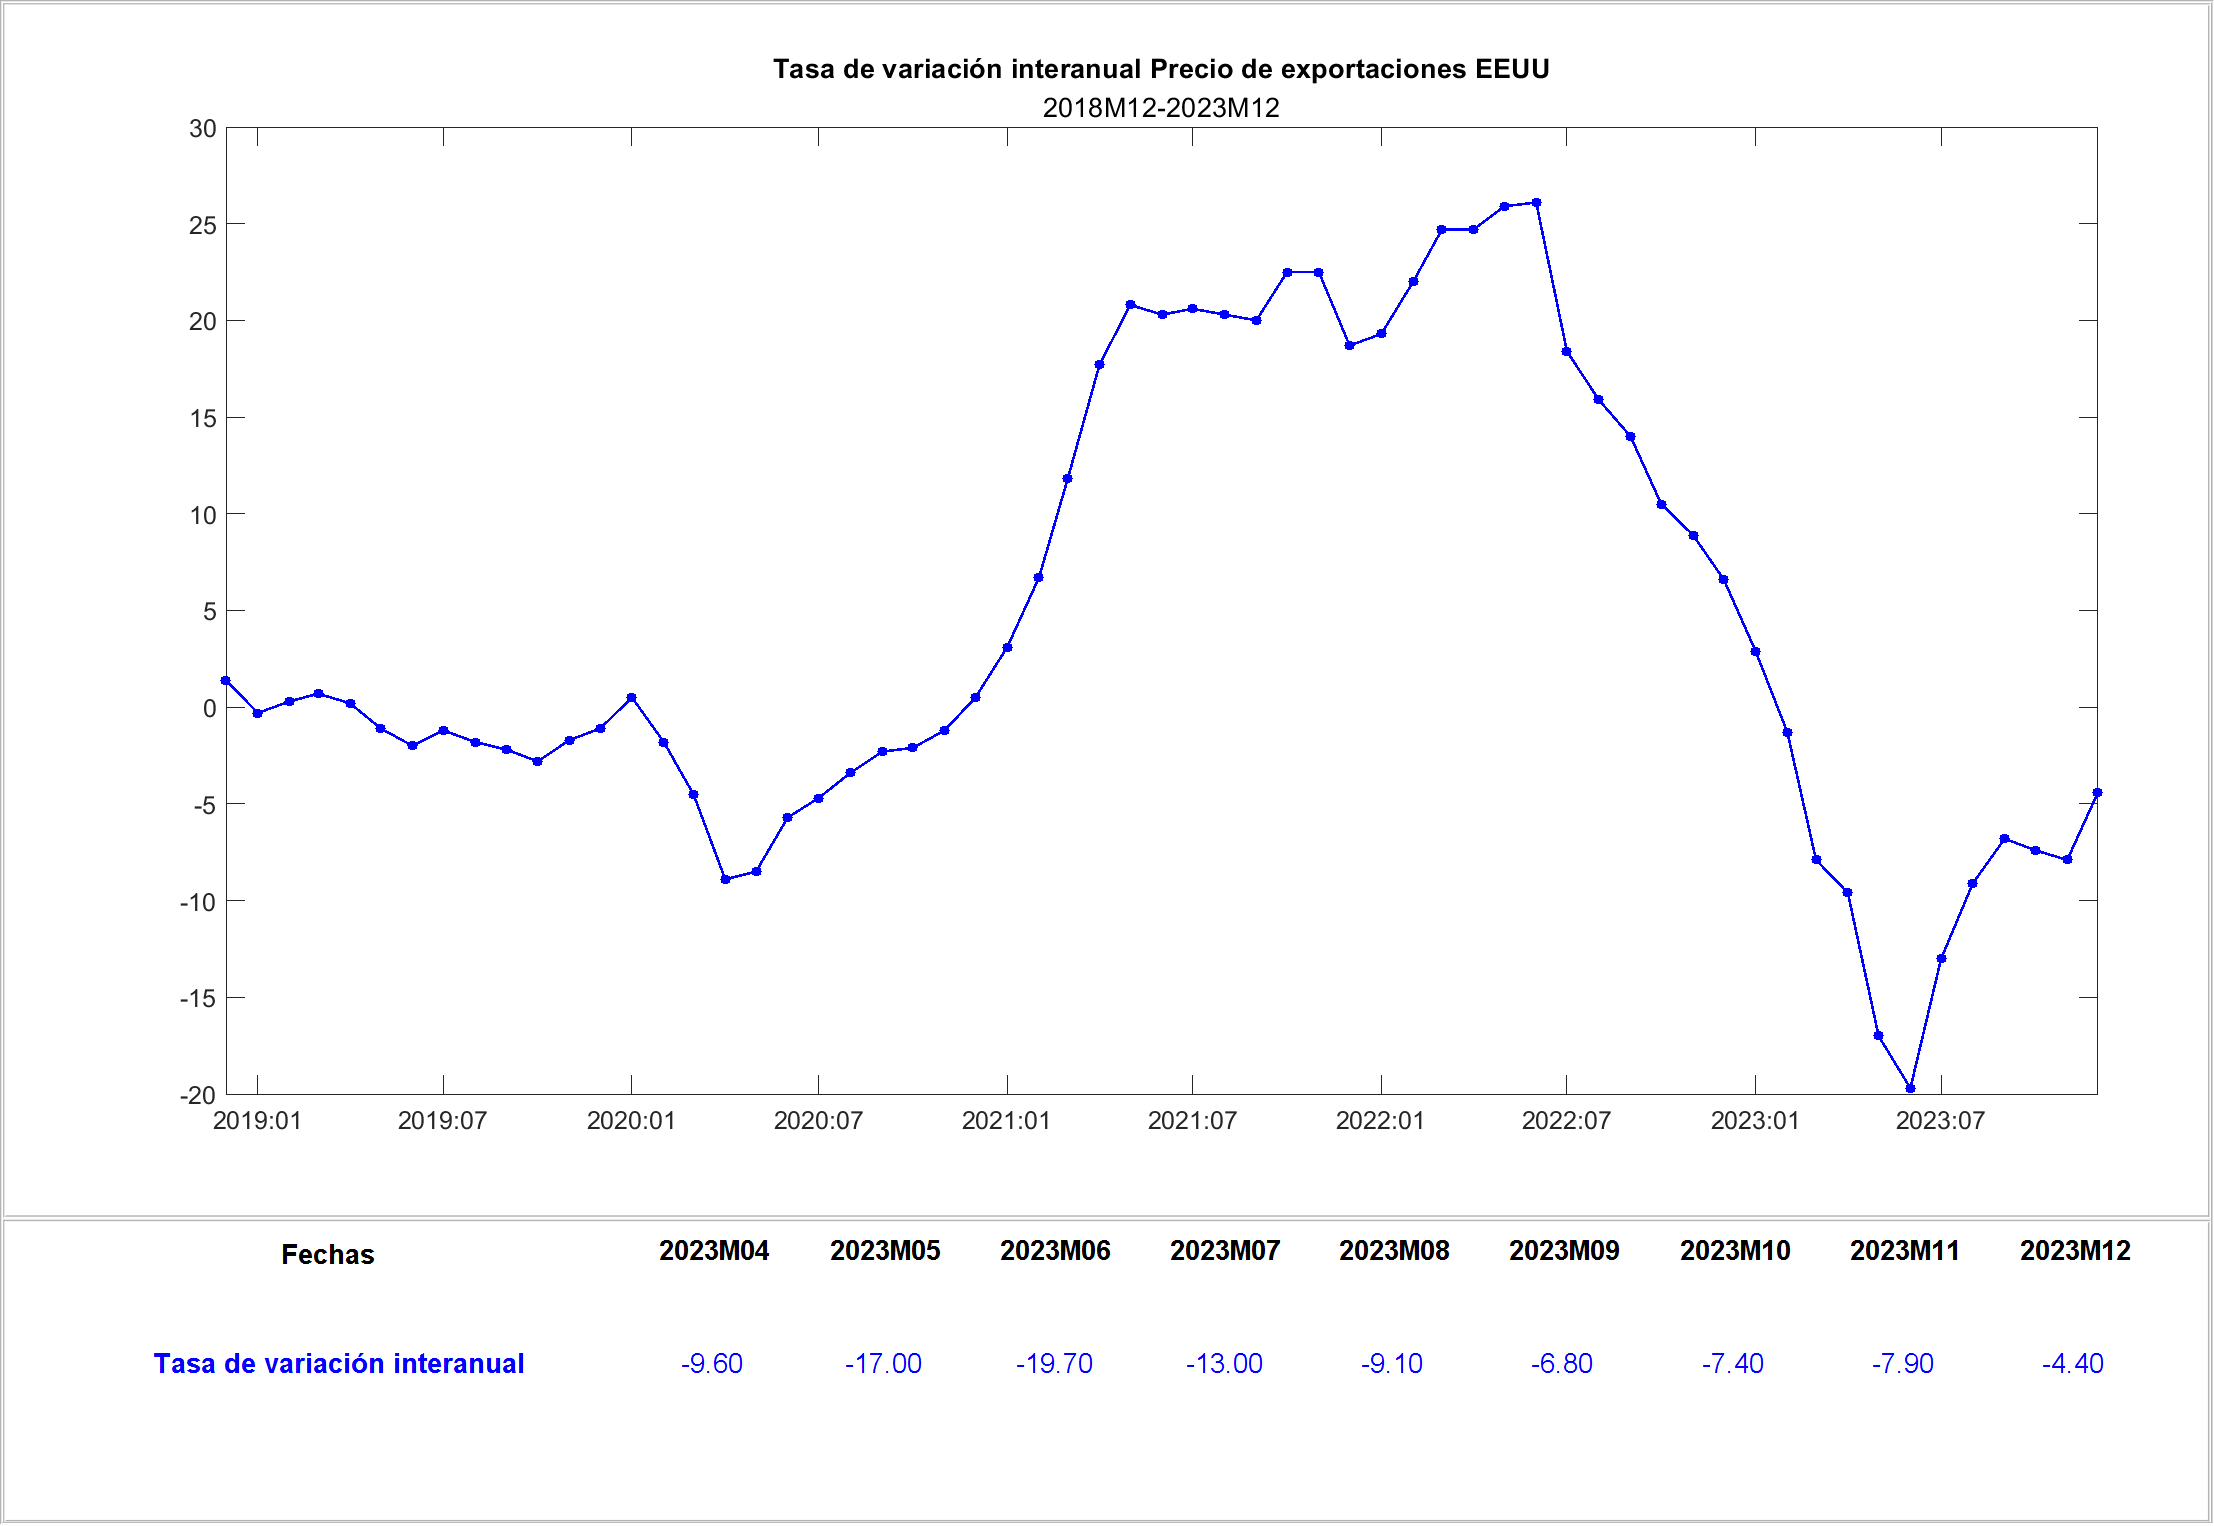 Tasa de variación interanual Precio de exportaciones EEUU
2018M12-2023M12
30
25
20
15
10
5
0
-5
-10
-15
-20
2019:01 2019:07 2020:01 2020:07 2021:01 2021:07 2022:01 2022:07 2023:01 2023:07
Fechas 2023M04 2023M05 2023M06 2023M07 2023M08 2023M09 2023M10 2023M11 2023M12
Tasa de variación interanual -9.60 -17.00 -19.70 -13.00 -9.10 -6.80 -7.40 -7.90 -4.40